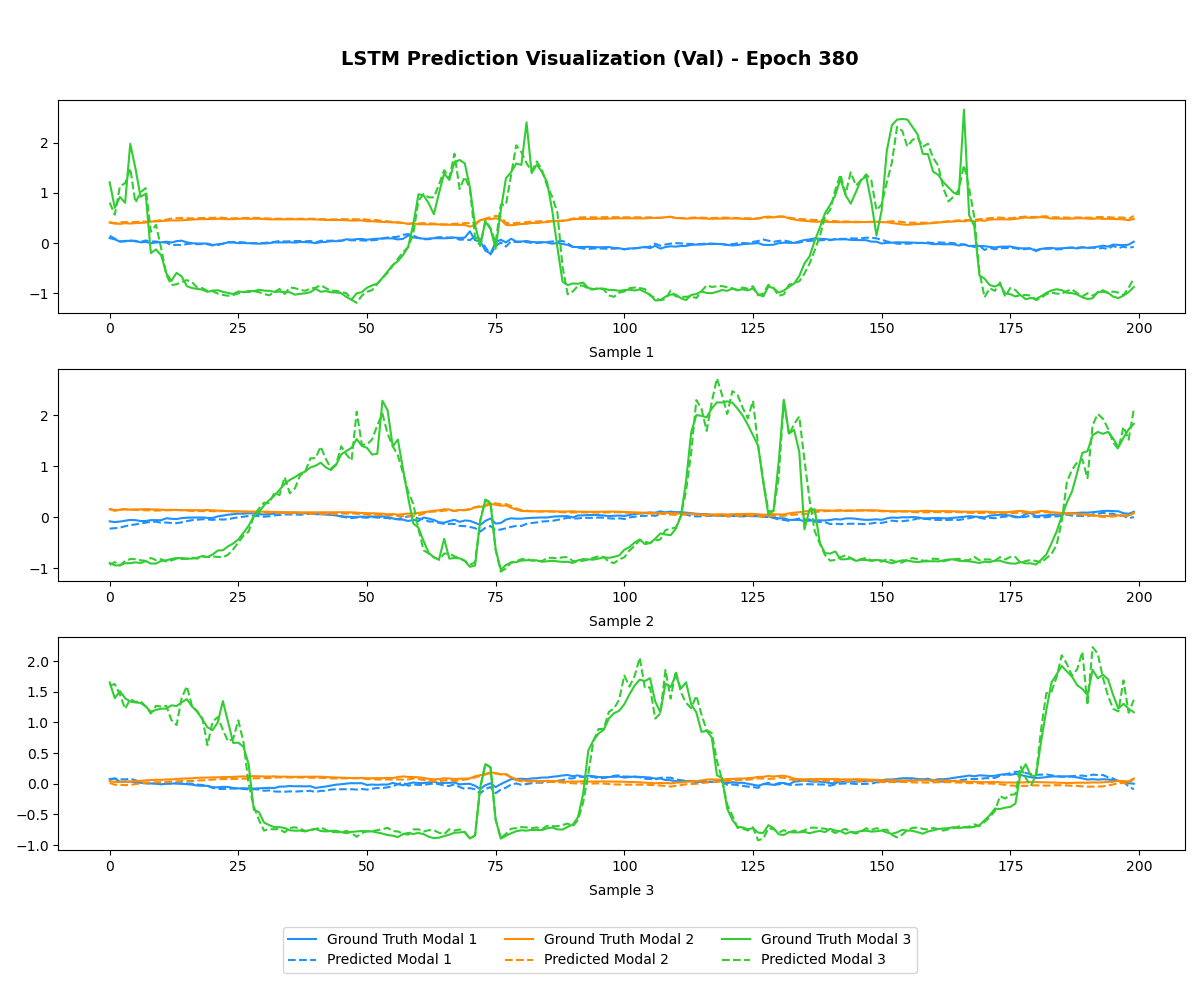 LSTM Prediction Visualization (Val) - Epoch 380
2
1
0
−1
0 25 50 75 100 125 150 175 200
Sample 1
2
1
0
−1
0 25 50 75 100 125 150 175 200
Sample 2
2.0
1.5
1.0
0.5
0.0
−0.5
−1.0
0 25 50 75 100 125 150 175 200
Sample 3
Ground Truth Modal 1 Ground Truth Modal 2 Ground Truth Modal 3
Predicted Modal 1 Predicted Modal 2 Predicted Modal 3